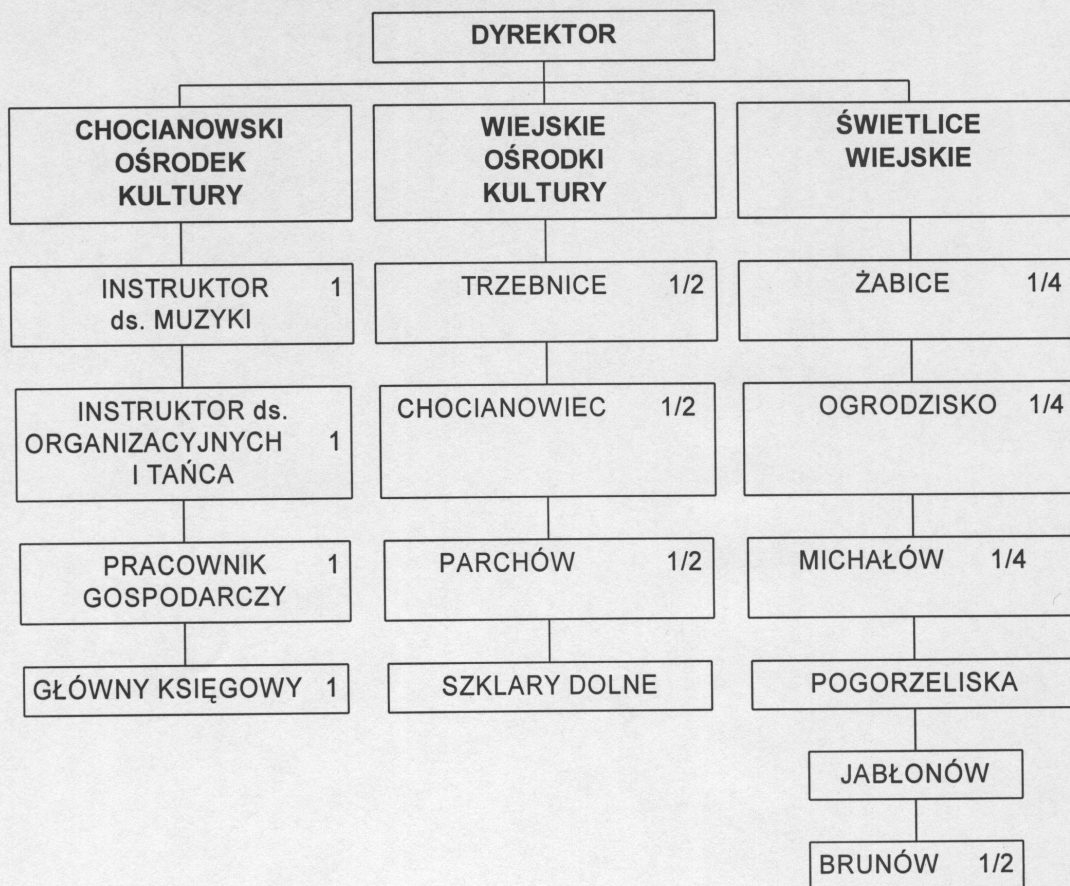 DYREKTOR
CHOCIANOWSKI
OŚRODEK
KULTURY
INSTRUKTOR 1
ds. MUZYKI
INSTRUKTOR ds.
ORGANIZACYJNYCH 1
I TAŃCA
PRACOWNIK 1
GOSPODARCZY
GŁÓWNY KSIĘGOWY 1
WIEJSKIE
OŚRODKI
KULTURY
TRZEBNICE 1/2
CHOCIANOWIEC 1/2
PARCHÓW 1/2
SZKLARY DOLNE
ŚWIETLICE
WIEJSKIE
ŻABICE 1/4
OGRODZISKO 1/4
MICHAŁÓW 1/4
POGORZELISKA
JABŁONÓW
BRUNÓW 1/2